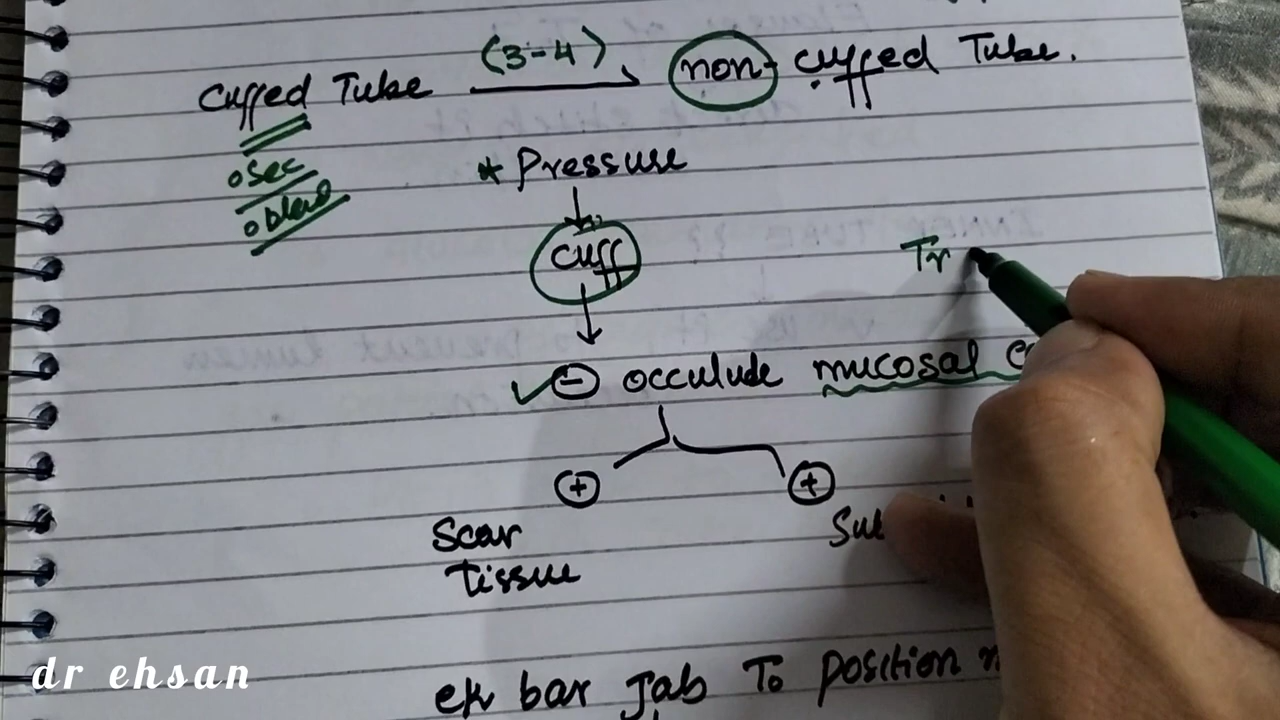 (3-4)
Cuffed Tube → non-cuffed Tube.
• sec
• blood
* Pressure
cuff
Tr
⊖ occulude mucosal
⊕ ⊕
Scar
Tissue
ek bar Jab To position
dr ehsan